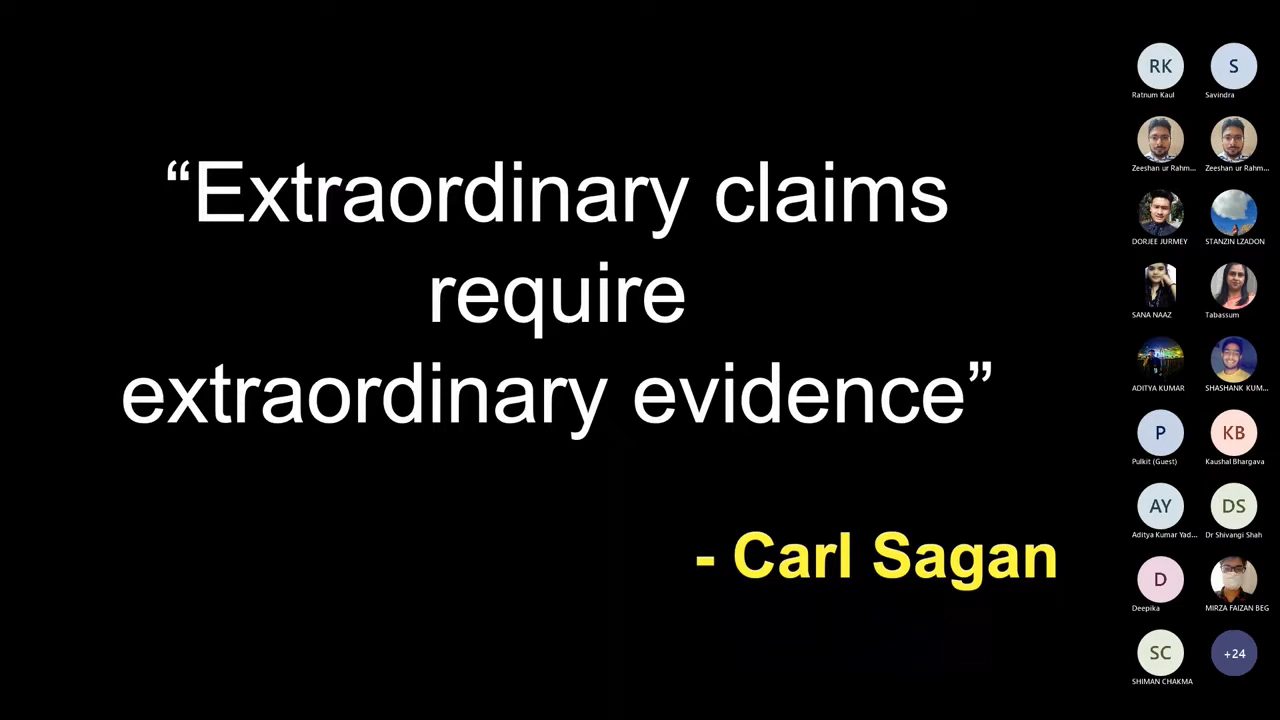 “Extraordinary claims
require
extraordinary evidence”
- Carl Sagan
RK
S
Ratnum Kaul
Savindra
Zeeshan ur Rahm...
Zeeshan ur Rahm...
DORJEE JURMEY
STANZIN LZADON
SANA NAAZ
Tabassum
ADITYA KUMAR
SHASHANK KUM...
P
KB
Pulkit (Guest)
Kaushal Bhargava
AY
DS
Aditya Kumar Yad...
Dr Shivangi Shah
D
Deepika
MIRZA FAIZAN BEG
SC
+24
SHIMAN CHAKMA